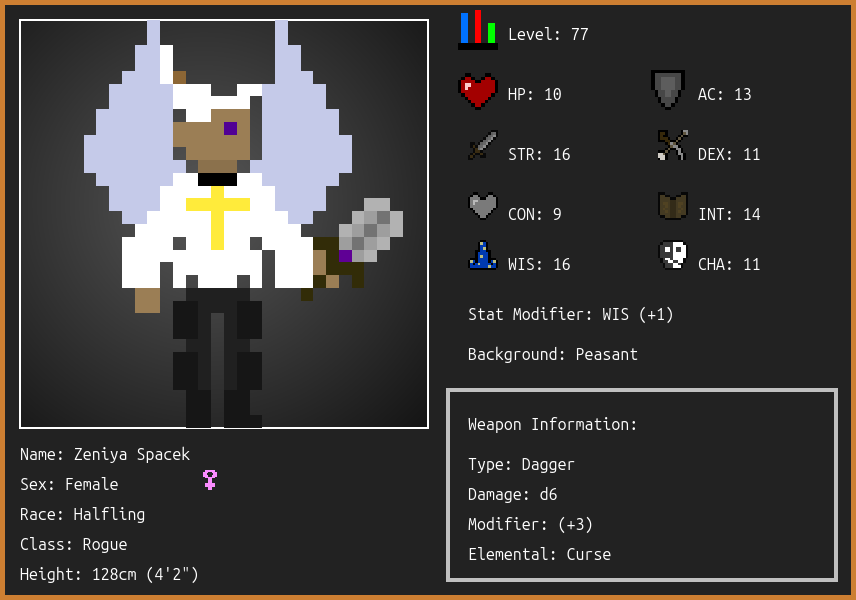 Level: 77
HP: 10
AC: 13
STR: 16
DEX: 11
CON: 9
INT: 14
WIS: 16
CHA: 11
Stat Modifier: WIS (+1)
Background: Peasant
Weapon Information:
Type: Dagger
Damage: d6
Modifier: (+3)
Elemental: Curse
Name: Zeniya Spacek
Sex: Female
Race: Halfling
Class: Rogue
Height: 128cm (4'2")